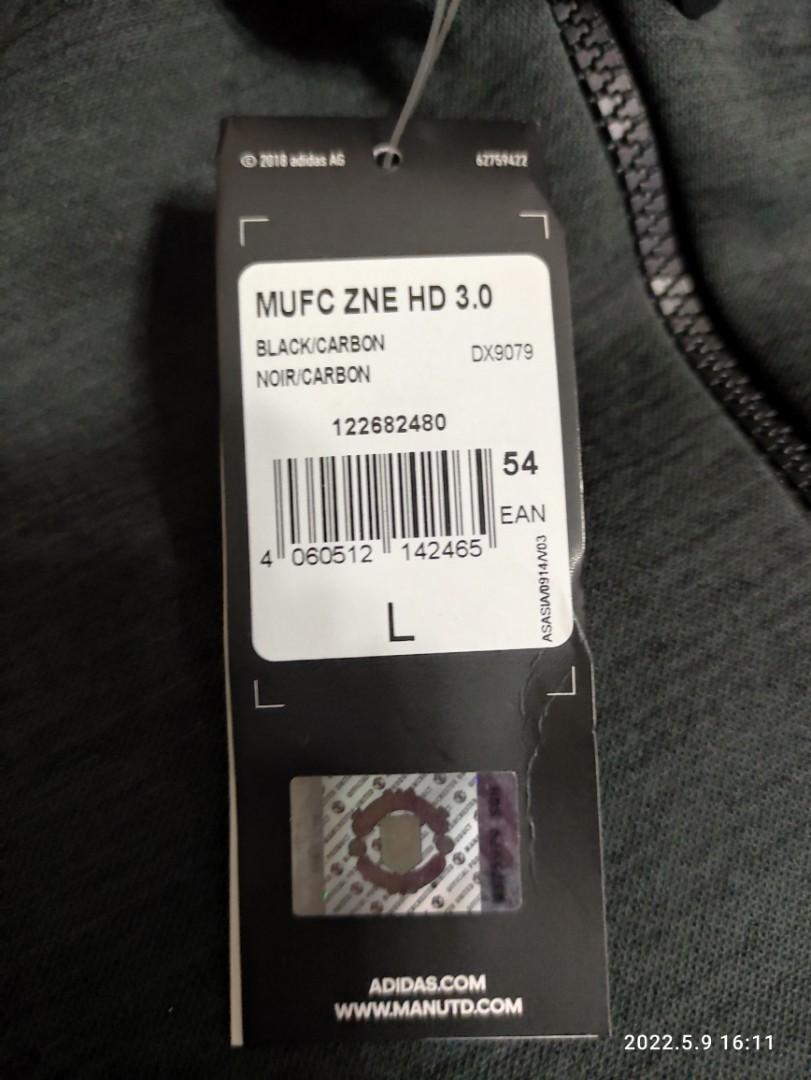 © 2018 adidas AG 62759422
MUFC ZNE HD 3.0
BLACK/CARBON
NOIR/CARBON
DX9079
122682480
54
EAN
4 060512 142465
ASASIA/0914/V03
L
ADIDAS.COM
WWW.MANUTD.COM
2022.5.9 16:11